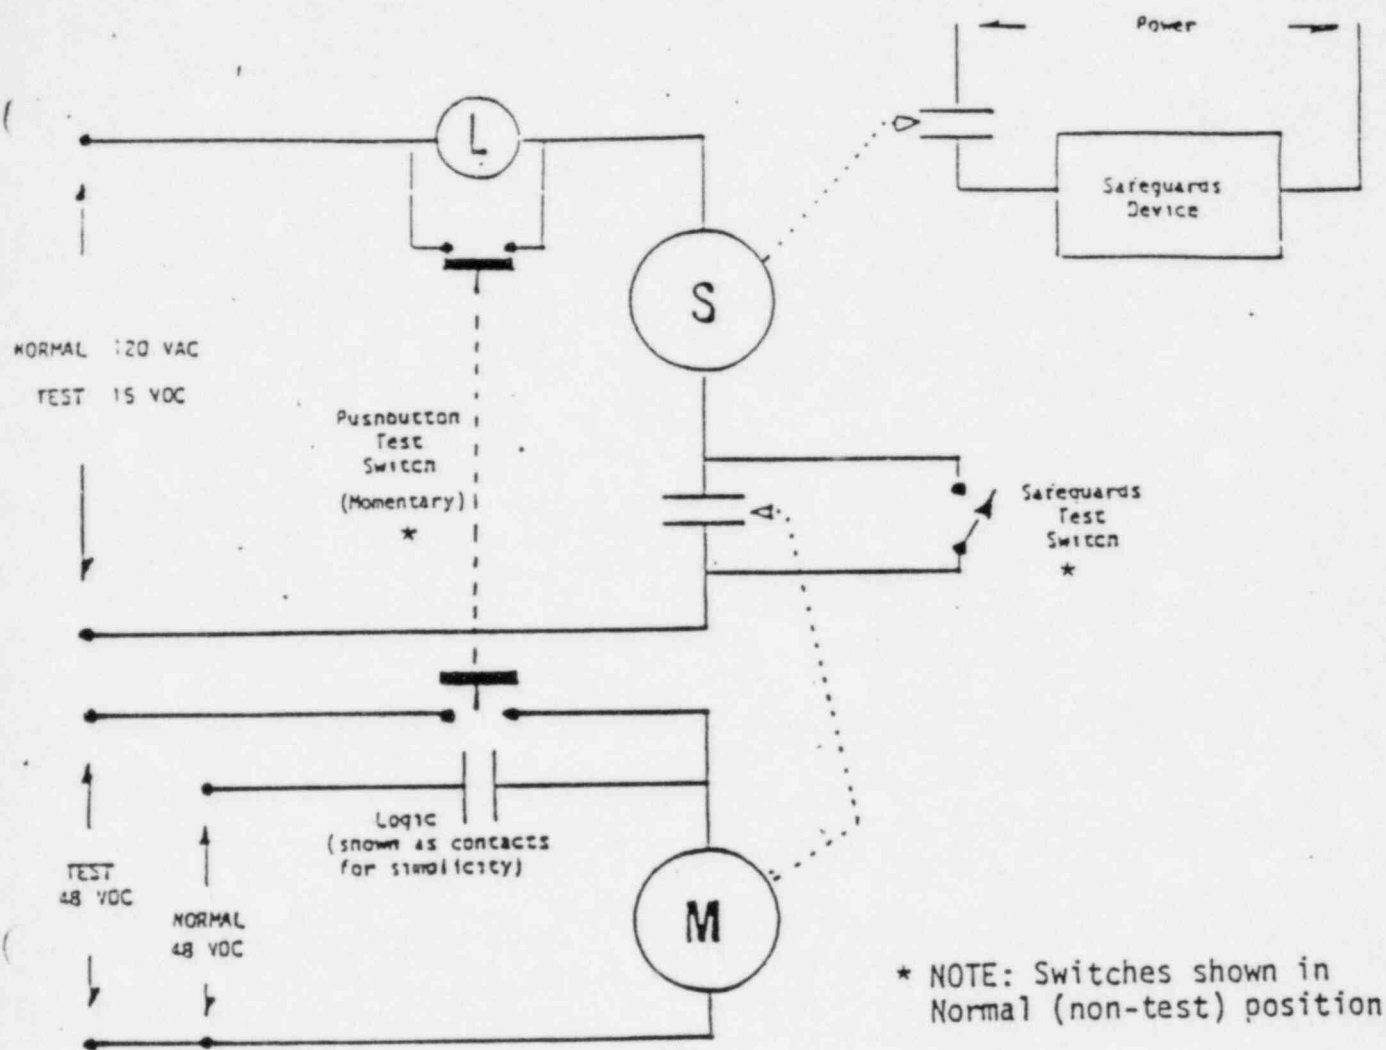 Power
L
Safeguards
Device
S
NORMAL 120 VAC
TEST 15 VDC
Pushbutton
Test
Switch
(Momentary)
*
Safeguards
Test
Switch
*
Logic
(shown as contacts
for simplicity)
TEST
48 VDC
NORMAL
48 VDC
M
* NOTE: Switches shown in
Normal (non-test) position